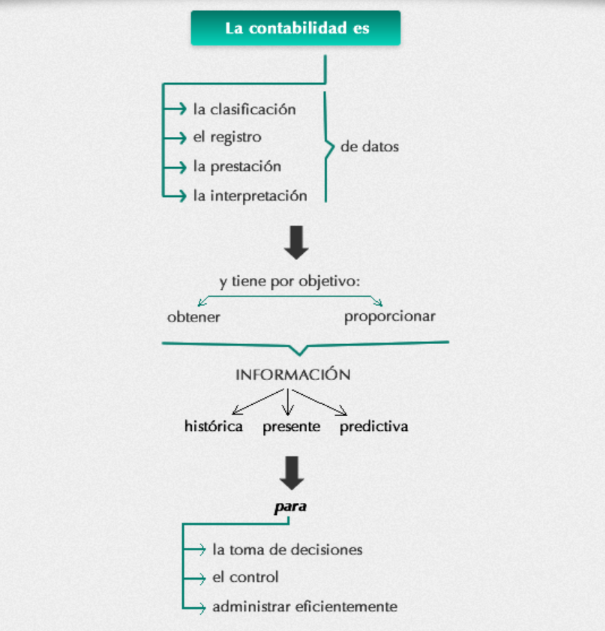 La contabilidad es
la clasificación
el registro
de datos
la prestación
la interpretación
y tiene por objetivo:
obtener proporcionar
INFORMACIÓN
histórica presente predictiva
para
la toma de decisiones
el control
administrar eficientemente